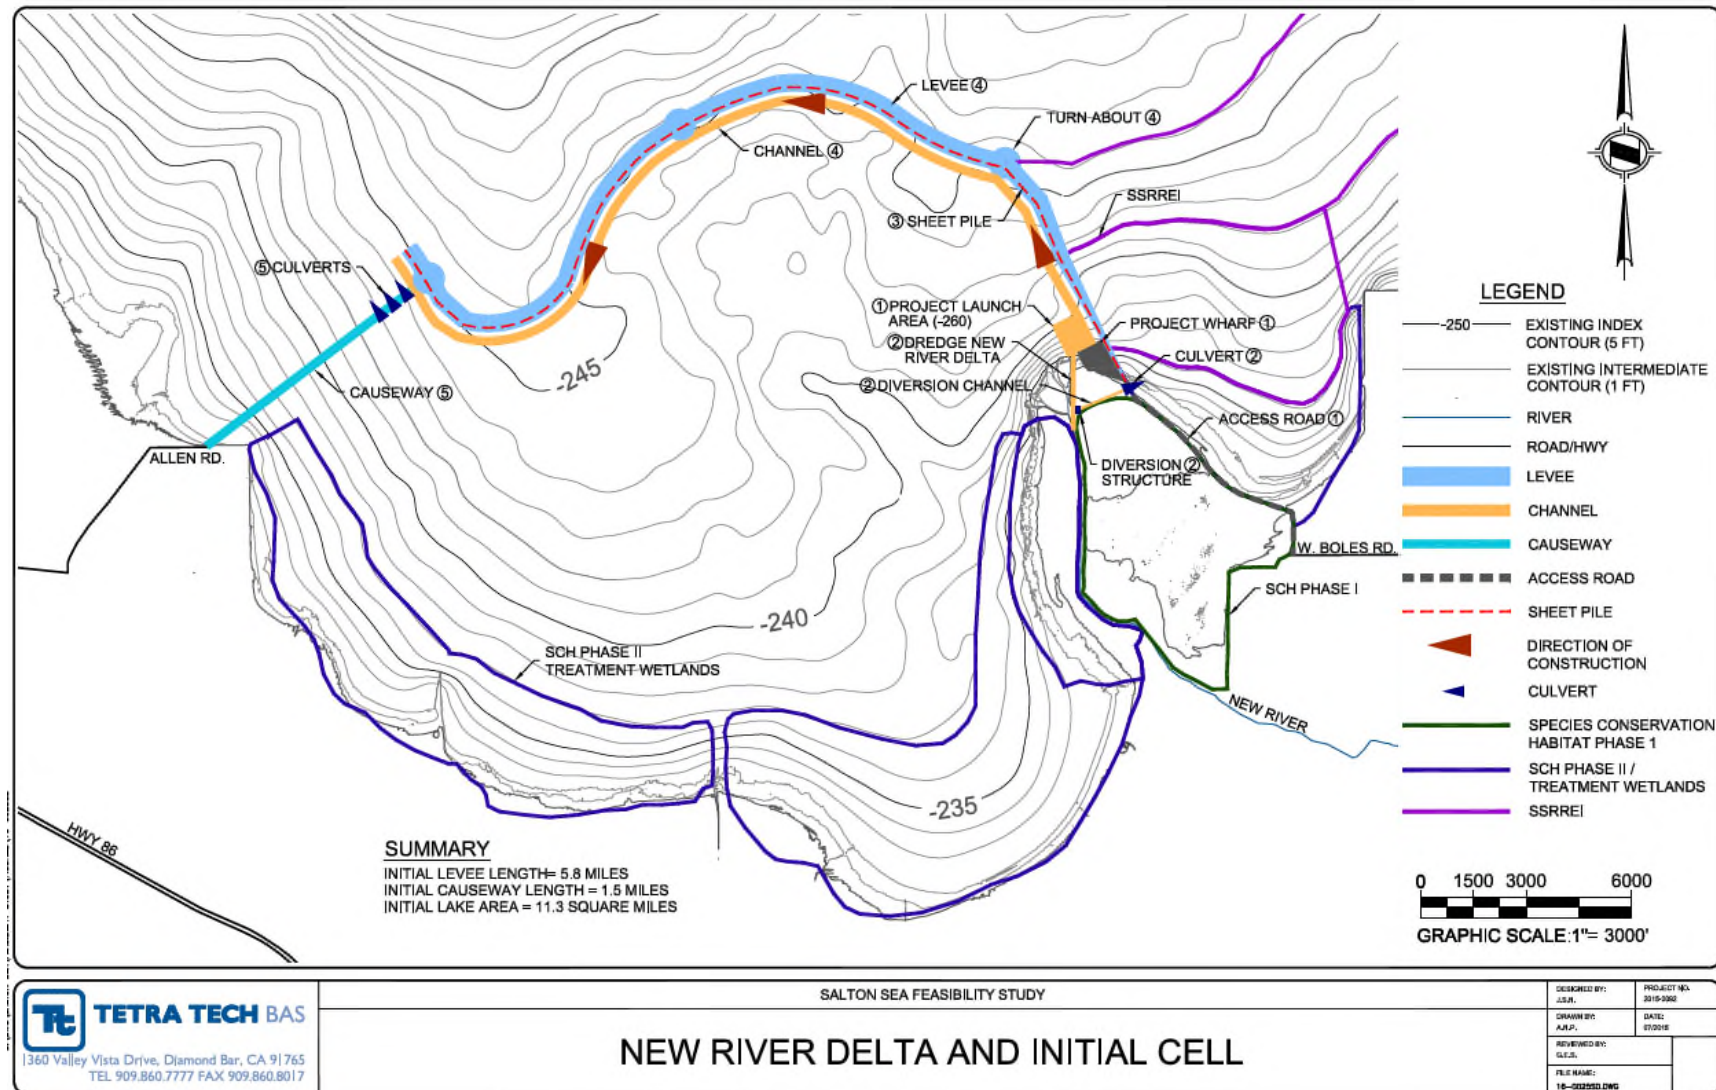 LEVEE ④
TURN ABOUT ④
CHANNEL ④
SSRREI
③ SHEET PILE
⑤ CULVERTS
① PROJECT LAUNCH
AREA (-260)
PROJECT WHARF ①
② DREDGE NEW
RIVER DELTA
CULVERT ②
② DIVERSION CHANNEL
-245
CAUSEWAY ⑤
ACCESS ROAD ①
ALLEN RD.
DIVERSION ②
STRUCTURE
W. BOLES RD.
SCH PHASE I
-240
SCH PHASE II
TREATMENT WETLANDS
NEW RIVER
-235
HWY 86
SUMMARY
INITIAL LEVEE LENGTH= 5.8 MILES
INITIAL CAUSEWAY LENGTH = 1.5 MILES
INITIAL LAKE AREA = 11.3 SQUARE MILES
LEGEND
-250 EXISTING INDEX
CONTOUR (5 FT)
EXISTING INTERMEDIATE
CONTOUR (1 FT)
RIVER
ROAD/HWY
LEVEE
CHANNEL
CAUSEWAY
ACCESS ROAD
SHEET PILE
DIRECTION OF
CONSTRUCTION
CULVERT
SPECIES CONSERVATION
HABITAT PHASE 1
SCH PHASE II /
TREATMENT WETLANDS
SSRREI
0 1500 3000 6000
GRAPHIC SCALE:1"= 3000'
TETRA TECH BAS
1360 Valley Vista Drive, Diamond Bar, CA 91765
TEL 909.860.7777 FAX 909.860.8017
SALTON SEA FEASIBILITY STUDY
NEW RIVER DELTA AND INITIAL CELL
DESIGNED BY:
PROJECT NO.
DRAWN BY:
DATE:
REVIEWED BY:
FILE NAME: